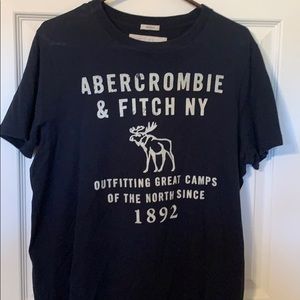 ABERCROMBIE
& FITCH NY
OUTFITTING GREAT CAMPS
OF THE NORTH SINCE
1892